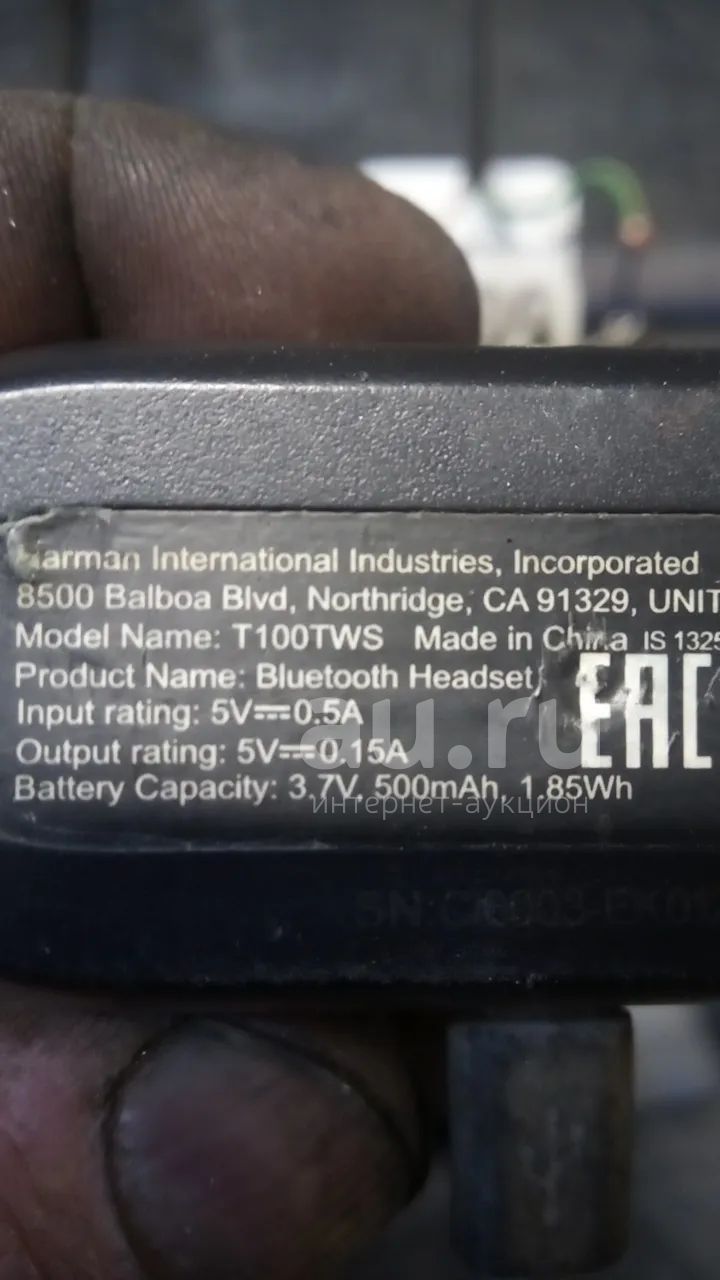 Harman International Industries, Incorporated
8500 Balboa Blvd, Northridge, CA 91329, UNIT
Model Name: T100TWS Made in China IS 1325
Product Name: Bluetooth Headset
EAC
Input rating: 5V⎓0.5A
Output rating: 5V⎓0.15A
Battery Capacity: 3.7V, 500mAh, 1.85Wh
au.ru
интернет-аукцион
SN: